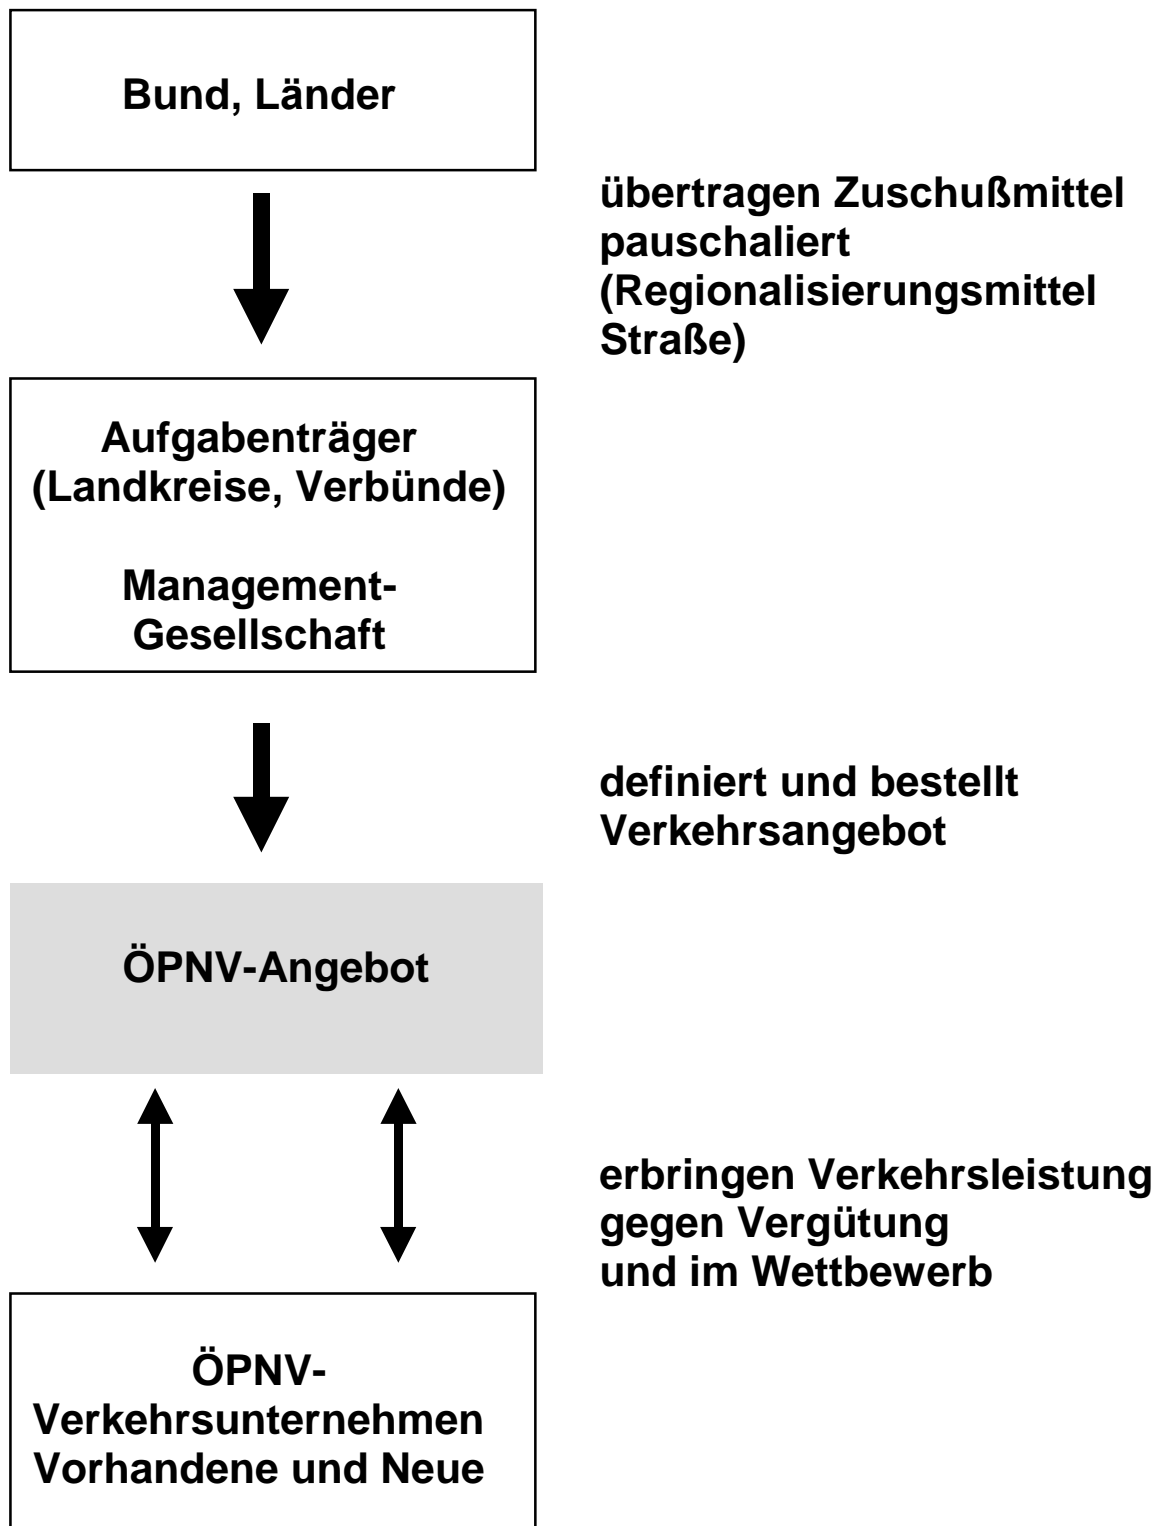 Bund, Länder
übertragen Zuschußmittel
pauschaliert
(Regionalisierungsmittel
Straße)
Aufgabenträger
(Landkreise, Verbünde)
Management-
Gesellschaft
definiert und bestellt
Verkehrsangebot
ÖPNV-Angebot
erbringen Verkehrsleistung
gegen Vergütung
und im Wettbewerb
ÖPNV-
Verkehrsunternehmen
Vorhandene und Neue